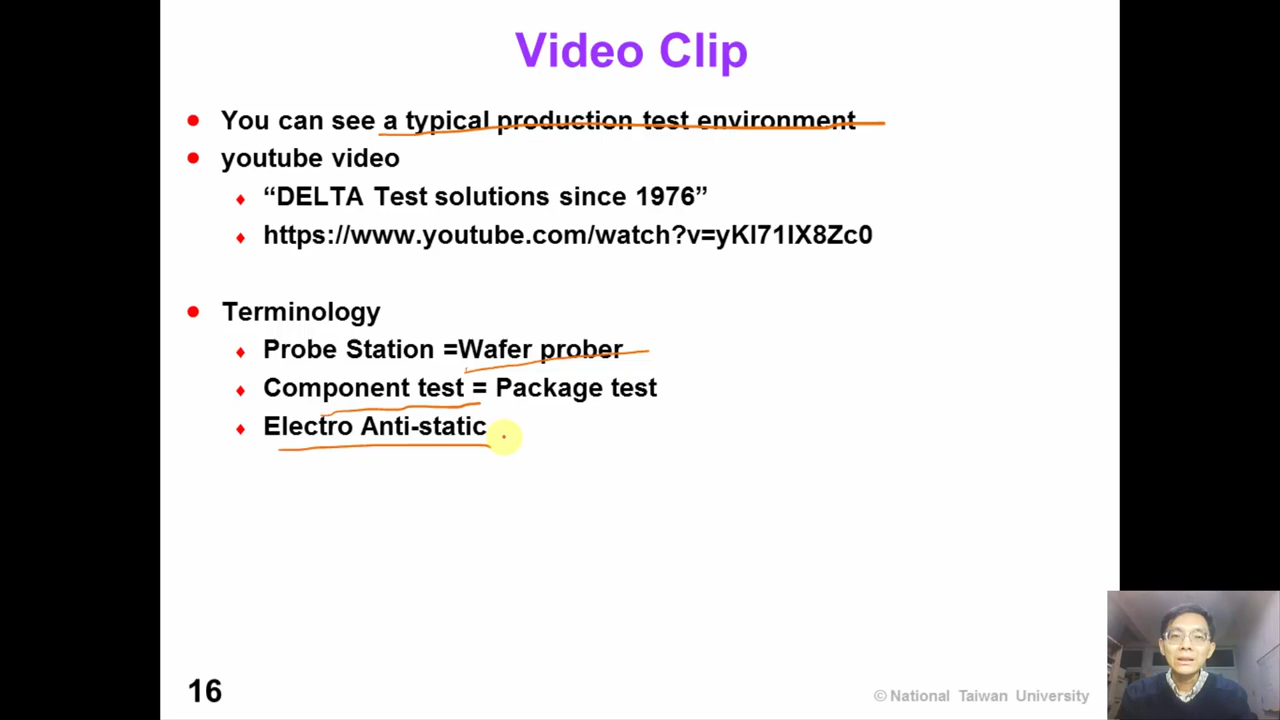 Video Clip
You can see a typical production test environment
youtube video
“DELTA Test solutions since 1976”
https://www.youtube.com/watch?v=yKl71lX8Zc0
Terminology
Probe Station =Wafer prober
Component test = Package test
Electro Anti-static
16
© National Taiwan University